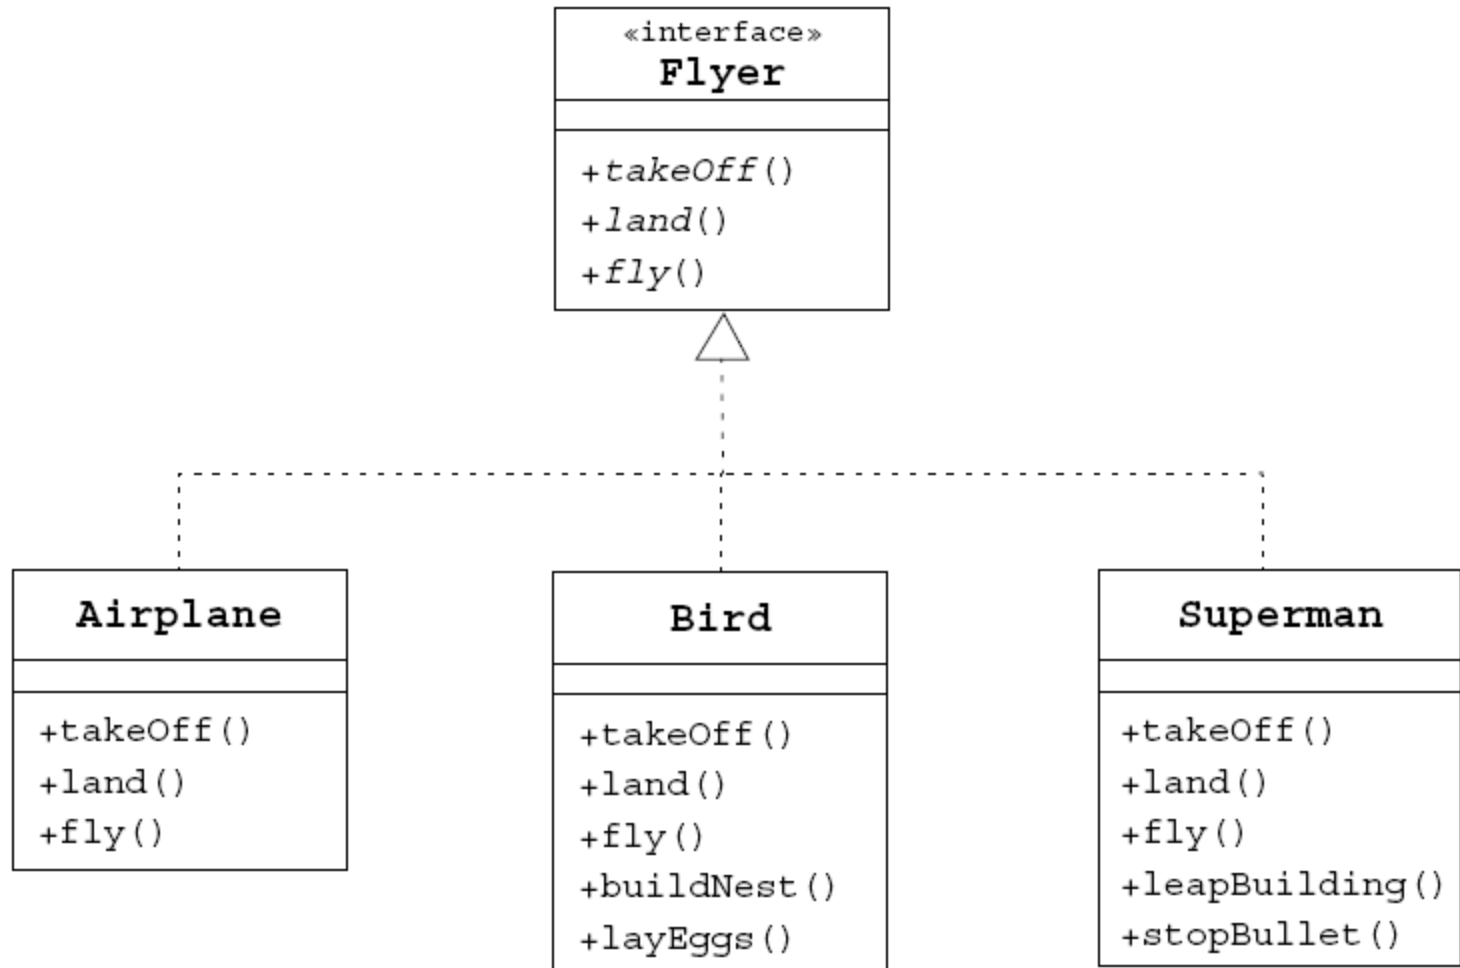 «interface»
Flyer
+takeOff()
+land()
+fly()
Airplane
+takeOff()
+land()
+fly()
Bird
+takeOff()
+land()
+fly()
+buildNest()
+layEggs()
Superman
+takeOff()
+land()
+fly()
+leapBuilding()
+stopBullet()